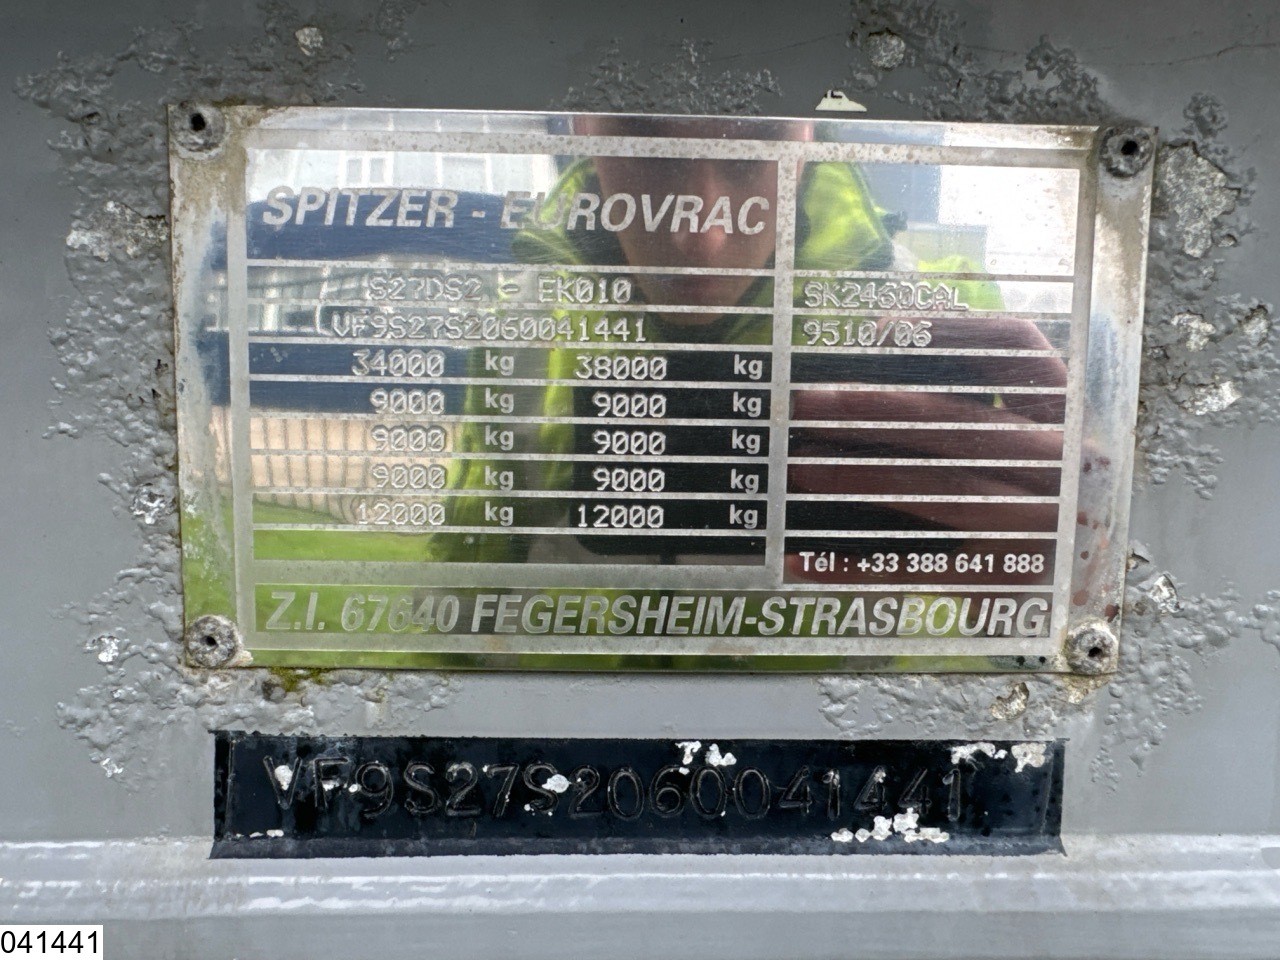 SPITZER - EUROVRAC
S27DS2 - EK010 SK2460CAL
VF9S27S2060041441 9510/06
34000 kg 38000 kg
9000 kg 9000 kg
9000 kg 9000 kg
9000 kg 9000 kg
12000 kg 12000 kg
Tél : +33 388 641 888
Z.I. 67640 FEGERSHEIM-STRASBOURG
VF9S27S2060041441
041441